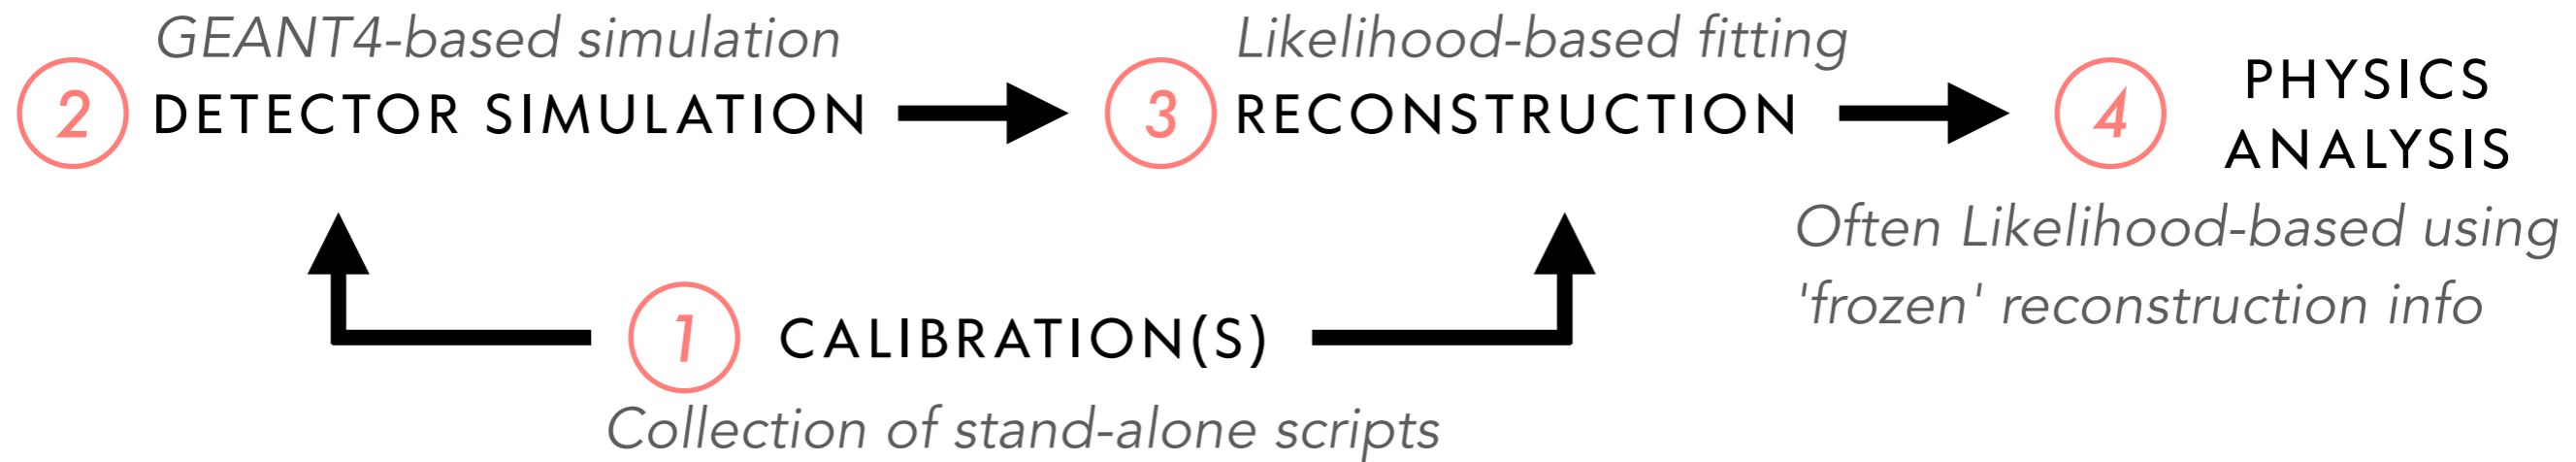 GEANT4-based simulation
2 DETECTOR SIMULATION
Likelihood-based fitting
3 RECONSTRUCTION
4 PHYSICS
ANALYSIS
Often Likelihood-based using
'frozen' reconstruction info
1 CALIBRATION(S)
Collection of stand-alone scripts